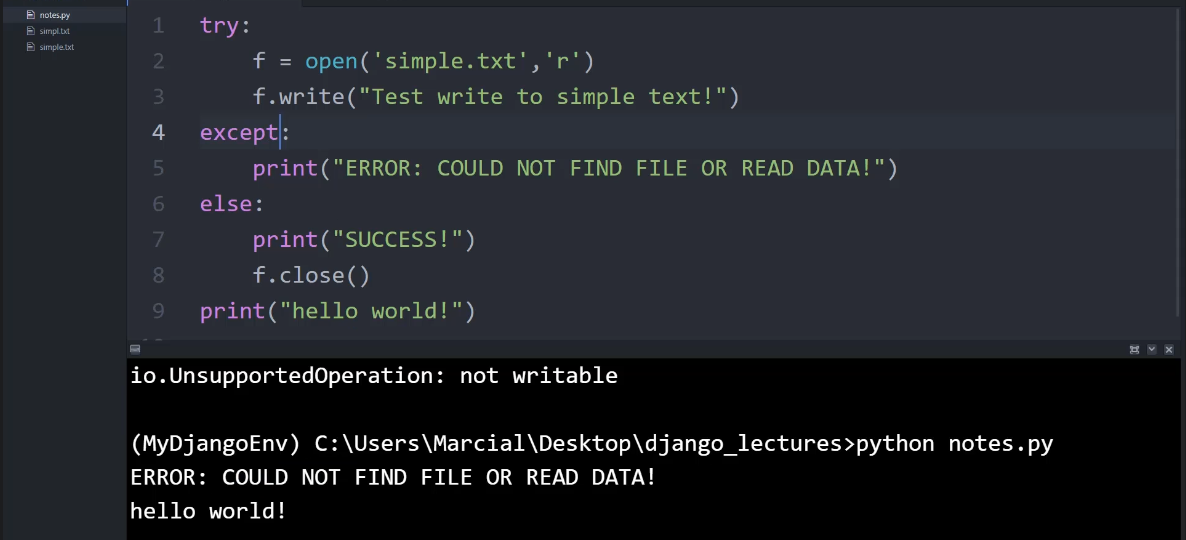 notes.py
simpl.txt
simple.txt
1 try:
2     f = open('simple.txt','r')
3     f.write("Test write to simple text!")
4 except:
5     print("ERROR: COULD NOT FIND FILE OR READ DATA!")
6 else:
7     print("SUCCESS!")
8     f.close()
9 print("hello world!")
io.UnsupportedOperation: not writable
(MyDjangoEnv) C:\Users\Marcial\Desktop\django_lectures>python notes.py
ERROR: COULD NOT FIND FILE OR READ DATA!
hello world!